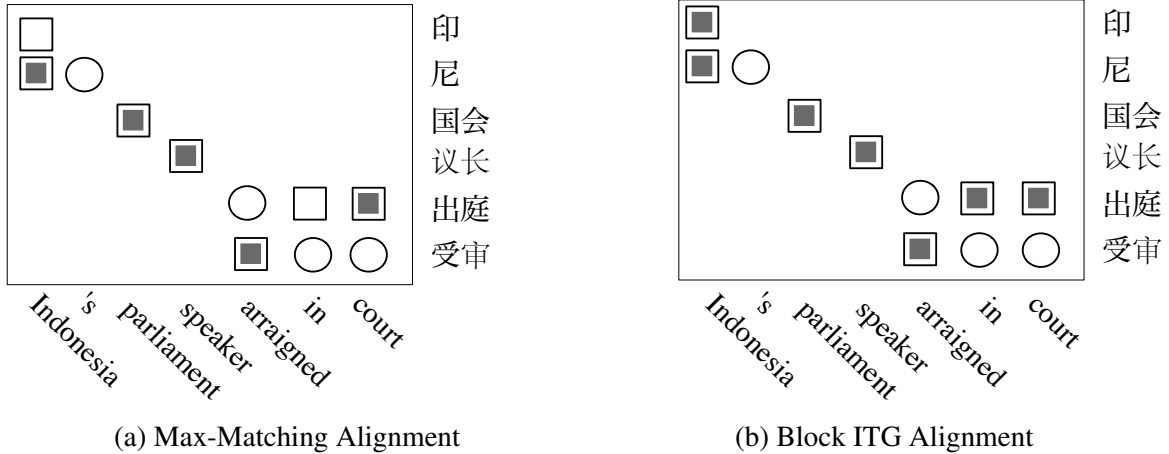 印
尼
国会
议长
出庭
受审
Indonesia
's
parliament
speaker
arraigned
in
court
(a) Max-Matching Alignment
印
尼
国会
议长
出庭
受审
Indonesia
's
parliament
speaker
arraigned
in
court
(b) Block ITG Alignment